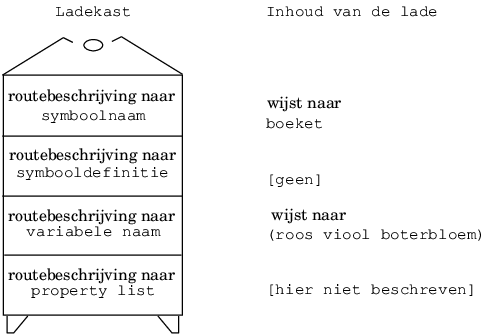 Ladekast
Inhoud van de lade
routebeschrijving naar
symboolnaam
wijst naar
boeket
routebeschrijving naar
symbooldefinitie
[geen]
routebeschrijving naar
variabele naam
wijst naar
(roos viool boterbloem)
routebeschrijving naar
property list
[hier niet beschreven]